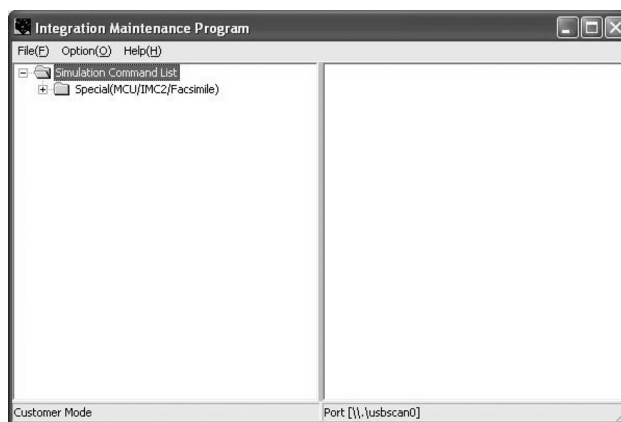 Integration Maintenance Program
File(F) Option(O) Help(H)
Simulation Command List
Special(MCU/IMC2/Facsimile)
Customer Mode
Port [\\.\usbscan0]